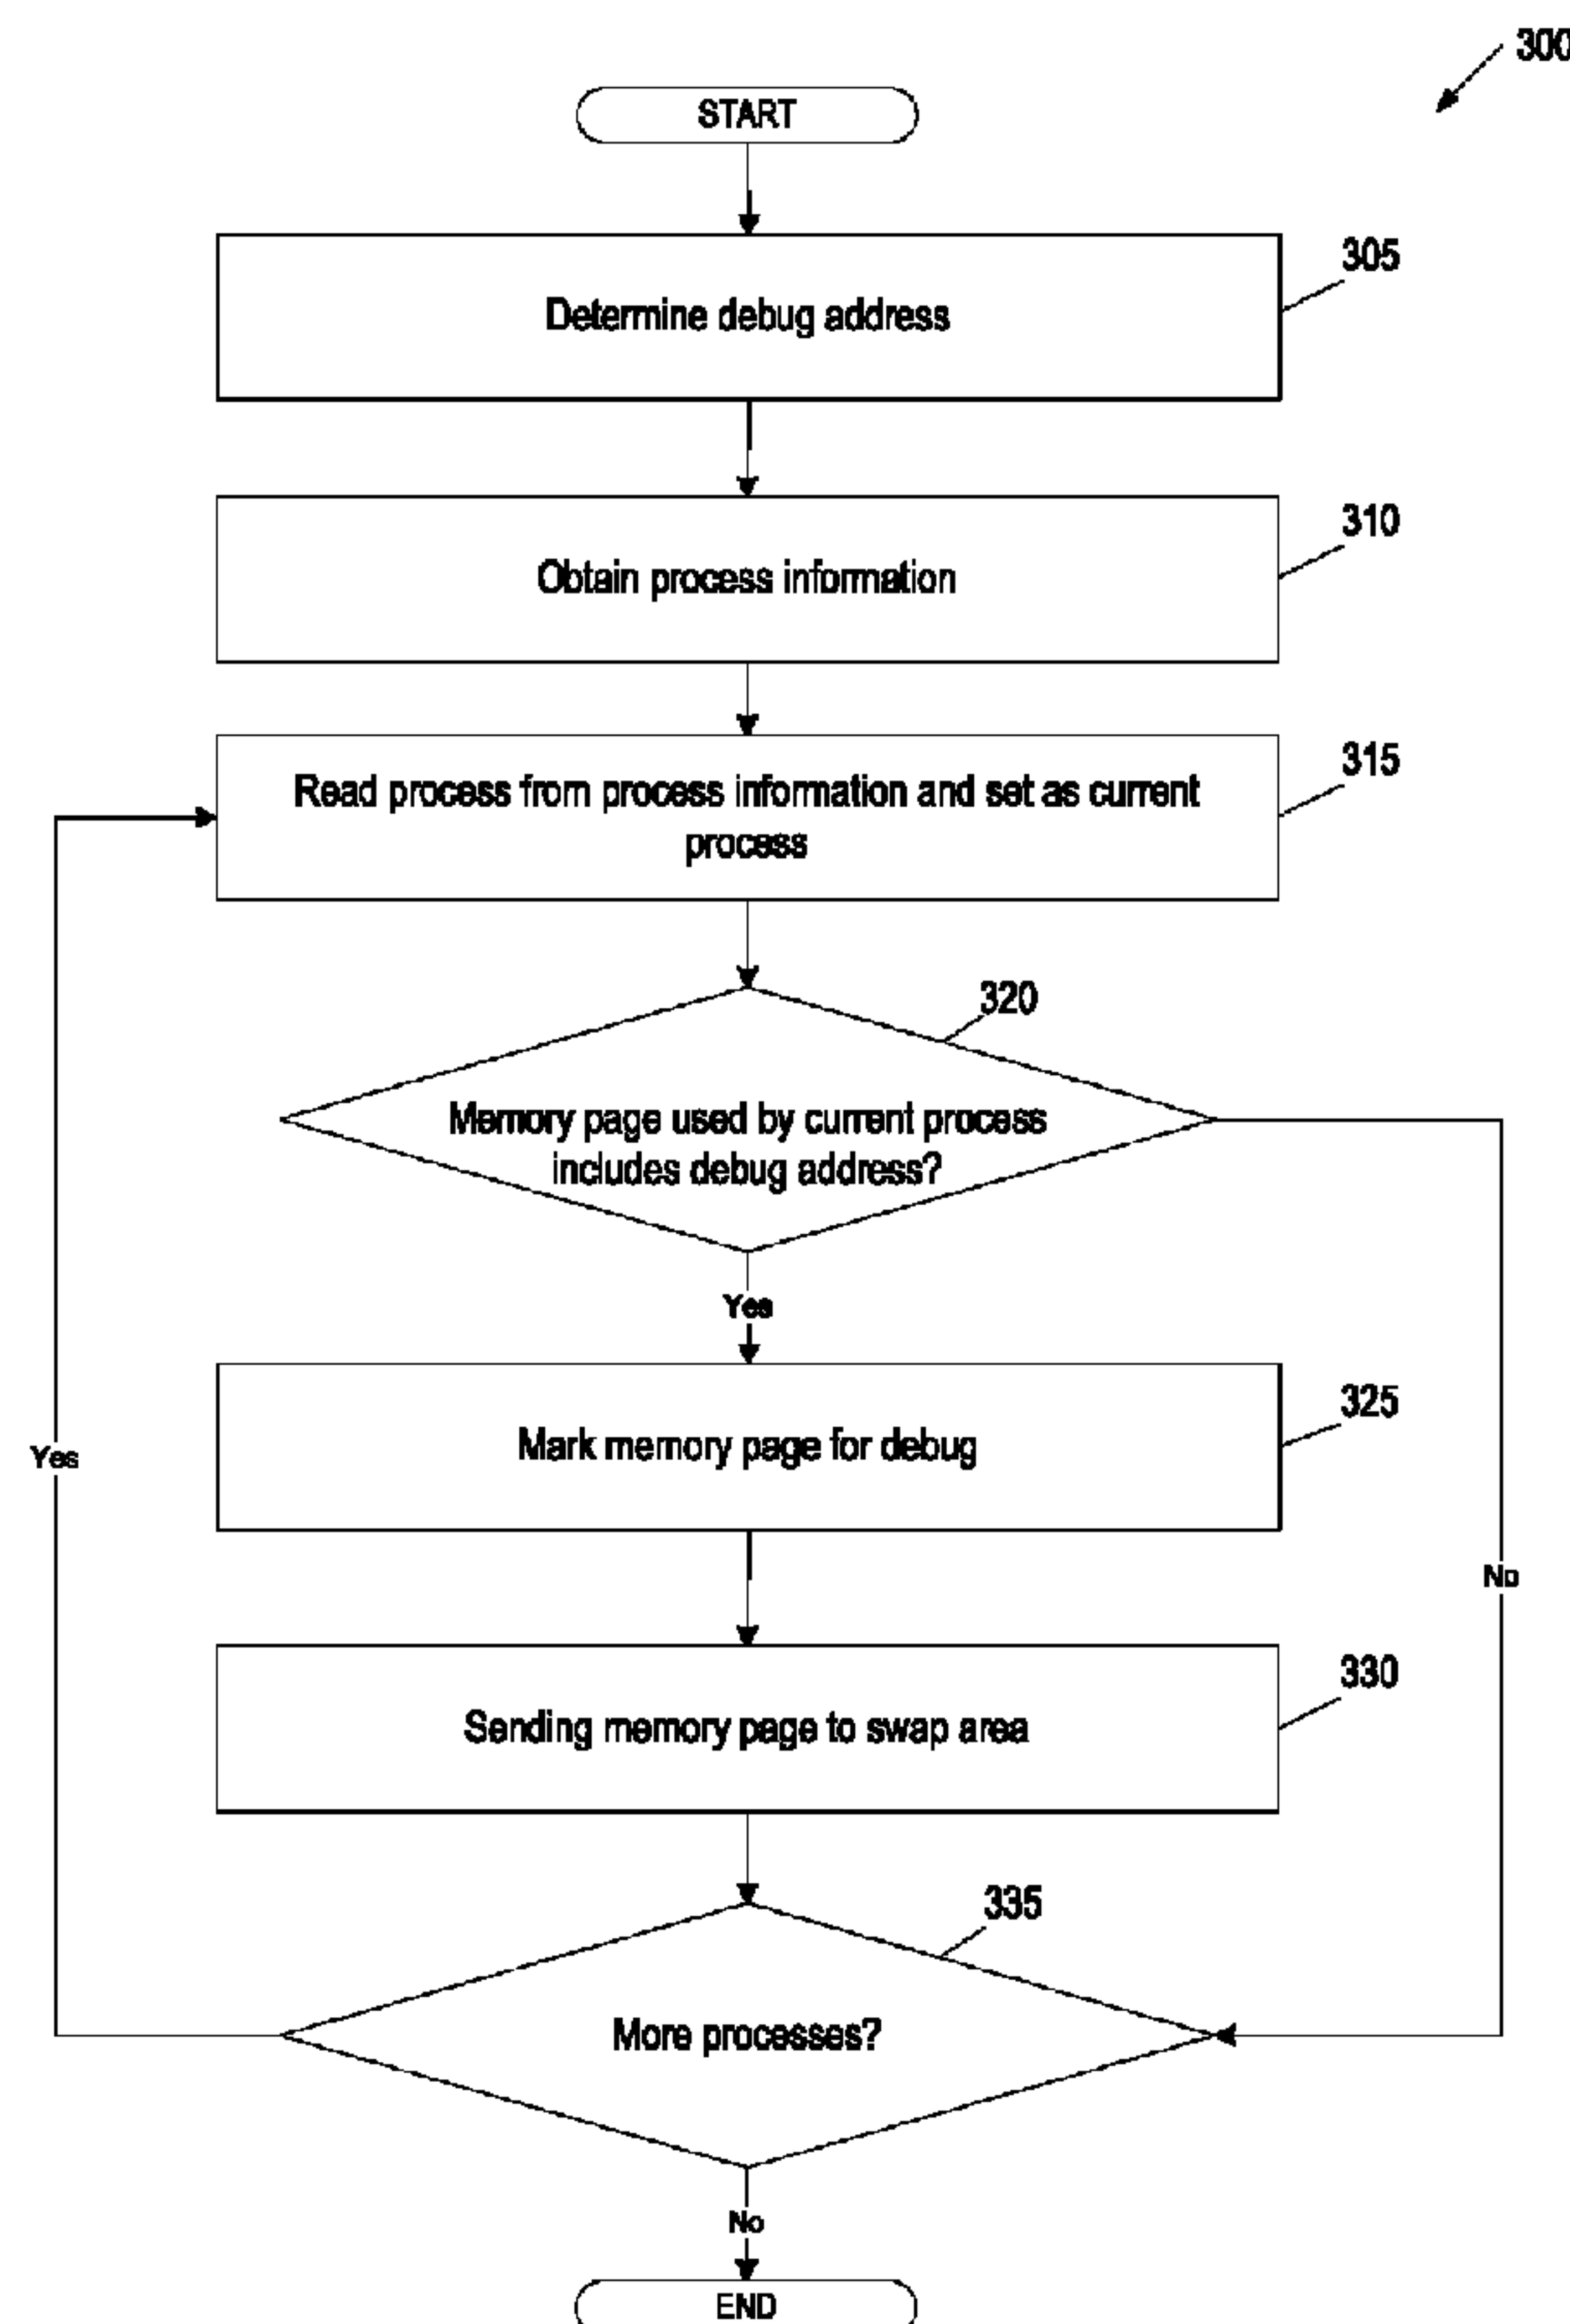 300
START
305
Determine debug address
310
Obtain process information
315
Read process from process information and set as current
process
320
Memory page used by current process
includes debug address?
Yes
325
Mark memory page for debug
Yes
No
330
Sending memory page to swap area
335
More processes?
No
END